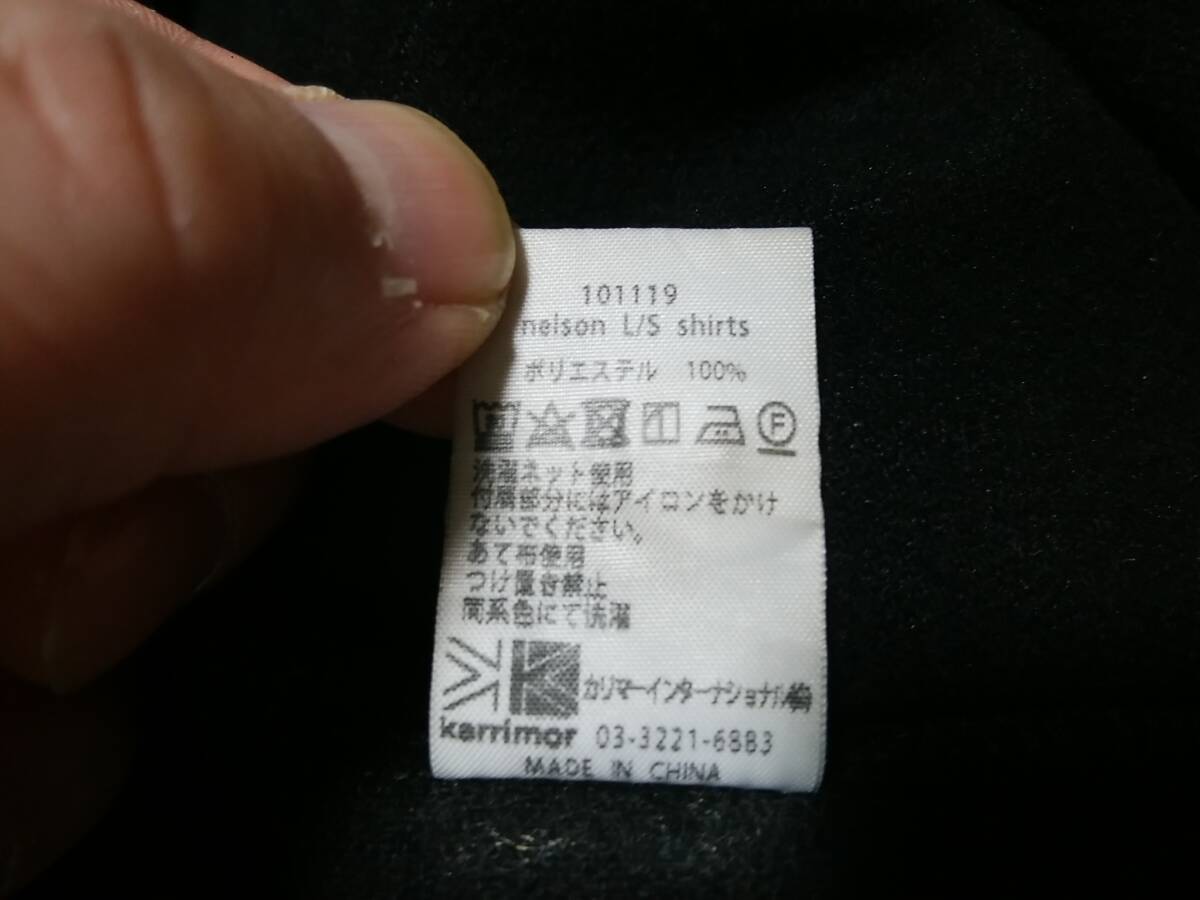 101119
nelson L/S shirts
ポリエステル 100%
F
洗濯ネット使用
付属部分にはアイロンをかけ
ないでください。
あて布使用
つけ置き禁止
同系色にて洗濯
カリマーインターナショナル㈱
karrimor 03-3221-6883
MADE IN CHINA